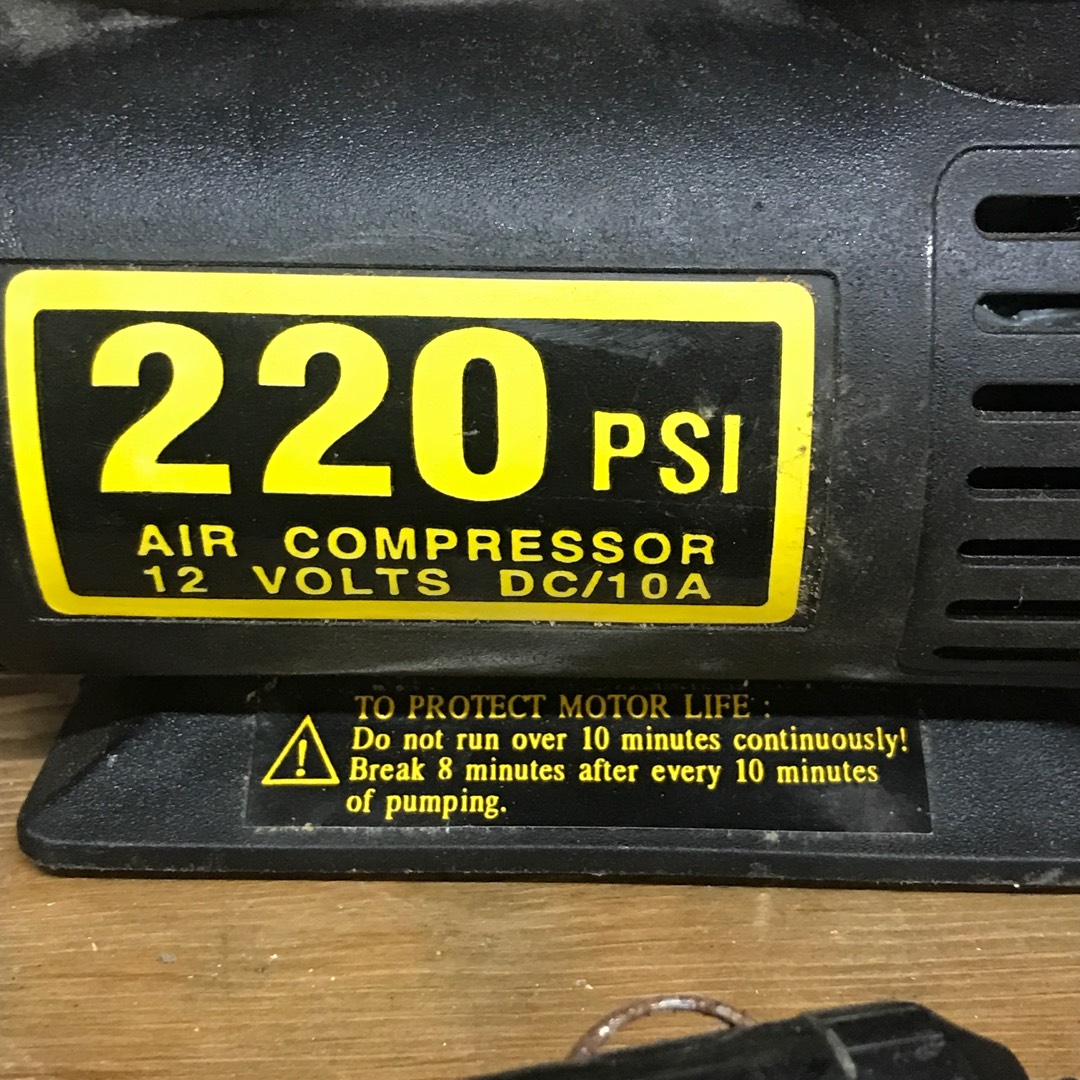 220 PSI
AIR COMPRESSOR
12 VOLTS DC/10A
TO PROTECT MOTOR LIFE :
Do not run over 10 minutes continuously!
Break 8 minutes after every 10 minutes
of pumping.